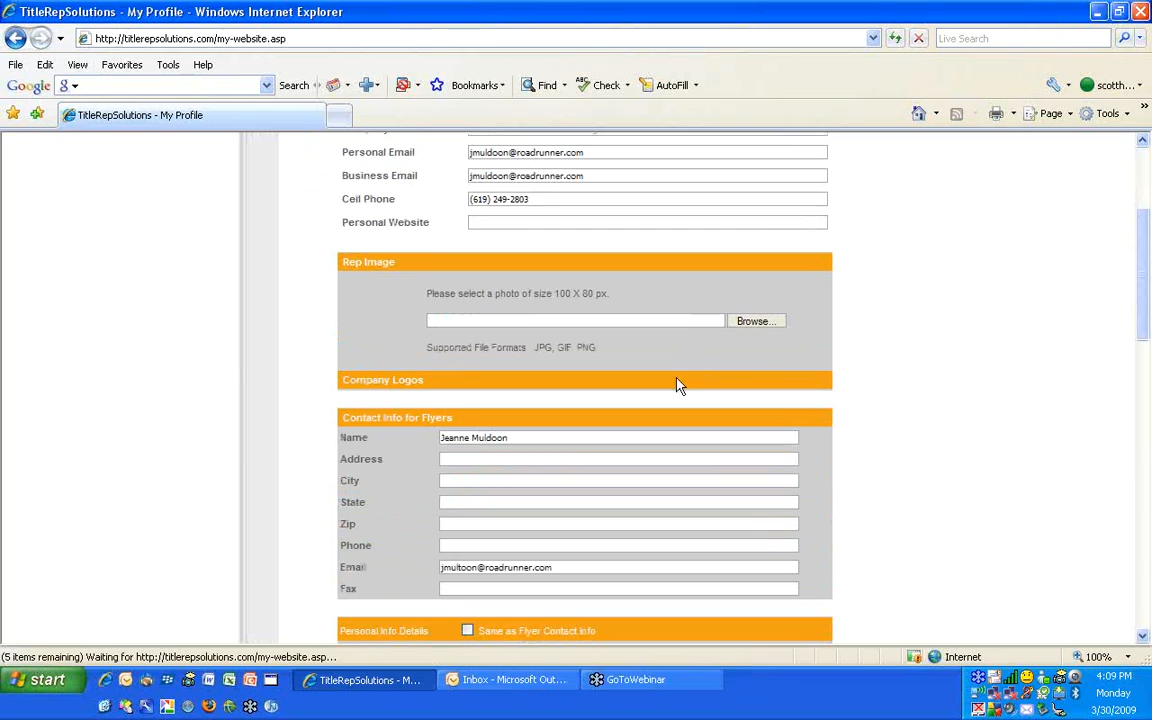 TitleRepSolutions - My Profile - Windows Internet Explorer
http://titlerepsolutions.com/my-website.asp
Live Search
File Edit View Favorites Tools Help
Google Search Bookmarks Find Check AutoFill scotth...
TitleRepSolutions - My Profile
Page Tools
Personal Email jmuldoon@roadrunner.com
Business Email jmuldoon@roadrunner.com
Cell Phone (619) 249-2803
Personal Website
Rep Image
Please select a photo of size 100 X 80 px.
Browse...
Supported File Formats JPG, GIF PNG
Company Logos
Contact Info for Flyers
Name Jeanne Muldoon
Address
City
State
Zip
Phone
Email jmultoon@roadrunner.com
Fax
Personal Info Details Same as Flyer Contact Info
(5 items remaining) Waiting for http://titlerepsolutions.com/my-website.asp...
Internet 100%
start TitleRepSolutions - M... Inbox - Microsoft Out... GoToWebinar
4:09 PM
Monday
3/30/2009